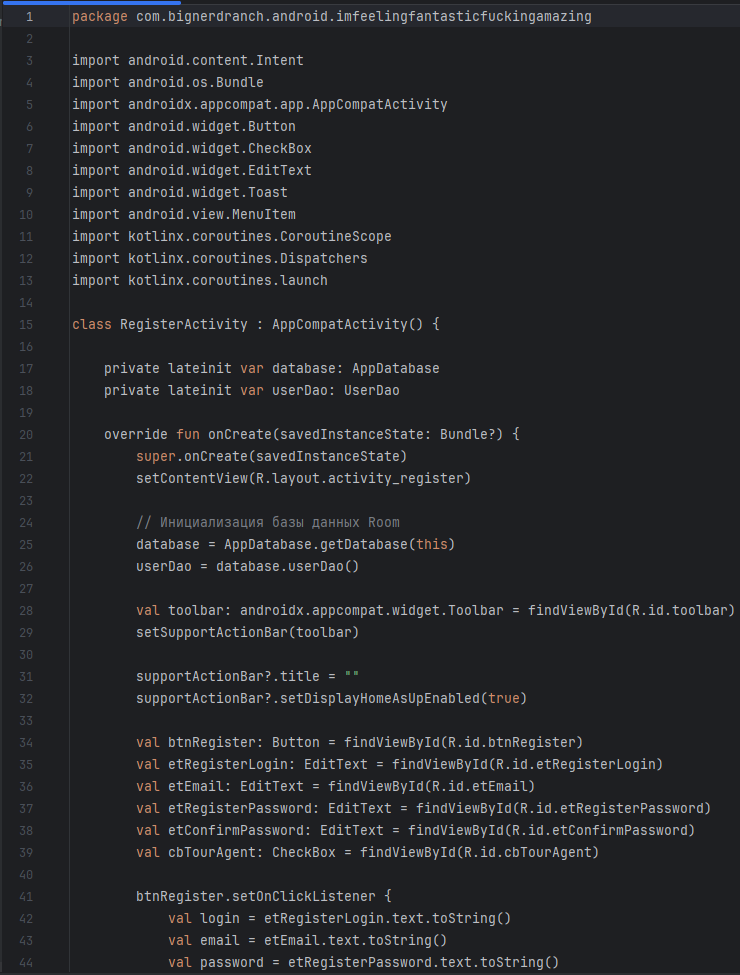 1 package com.bignerdranch.android.imfeelingfantasticfuckingamazing
2
3 import android.content.Intent
4 import android.os.Bundle
5 import androidx.appcompat.app.AppCompatActivity
6 import android.widget.Button
7 import android.widget.CheckBox
8 import android.widget.EditText
9 import android.widget.Toast
10 import android.view.MenuItem
11 import kotlinx.coroutines.CoroutineScope
12 import kotlinx.coroutines.Dispatchers
13 import kotlinx.coroutines.launch
14
15 class RegisterActivity : AppCompatActivity() {
16
17     private lateinit var database: AppDatabase
18     private lateinit var userDao: UserDao
19
20     override fun onCreate(savedInstanceState: Bundle?) {
21         super.onCreate(savedInstanceState)
22         setContentView(R.layout.activity_register)
23
24         // Инициализация базы данных Room
25         database = AppDatabase.getDatabase(this)
26         userDao = database.userDao()
27
28         val toolbar: androidx.appcompat.widget.Toolbar = findViewById(R.id.toolbar)
29         setSupportActionBar(toolbar)
30
31         supportActionBar?.title = ""
32         supportActionBar?.setDisplayHomeAsUpEnabled(true)
33
34         val btnRegister: Button = findViewById(R.id.btnRegister)
35         val etRegisterLogin: EditText = findViewById(R.id.etRegisterLogin)
36         val etEmail: EditText = findViewById(R.id.etEmail)
37         val etRegisterPassword: EditText = findViewById(R.id.etRegisterPassword)
38         val etConfirmPassword: EditText = findViewById(R.id.etConfirmPassword)
39         val cbTourAgent: CheckBox = findViewById(R.id.cbTourAgent)
40
41         btnRegister.setOnClickListener {
42             val login = etRegisterLogin.text.toString()
43             val email = etEmail.text.toString()
44             val password = etRegisterPassword.text.toString()